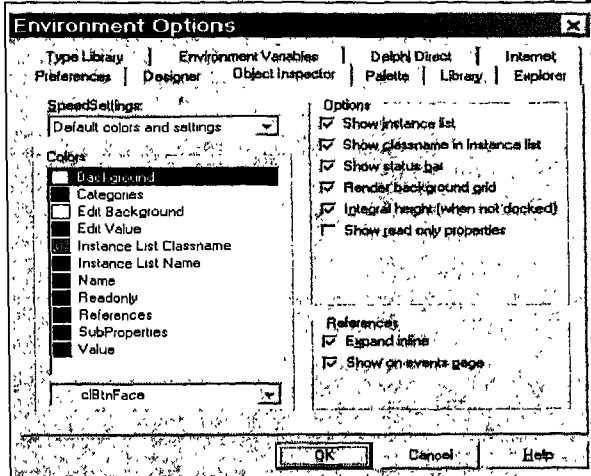 Environment Options
Type Library Environment Variables Delphi Direct Internet
Preferences Designer Object Inspector Palette Library Explorer
SpeedSettings:
Default colors and settings
Colors
Background
Categories
Edit Background
Edit Value
Instance List Classname
Instance List Name
Name
Readonly
References
SubProperties
Value
clBtnFace
Options
Show instance list
Show classname in instance list
Show status bar
Render background grid
Integral height (when not docked)
Show read only properties
References
Expand inline
Show on events page
OK Cancel Help